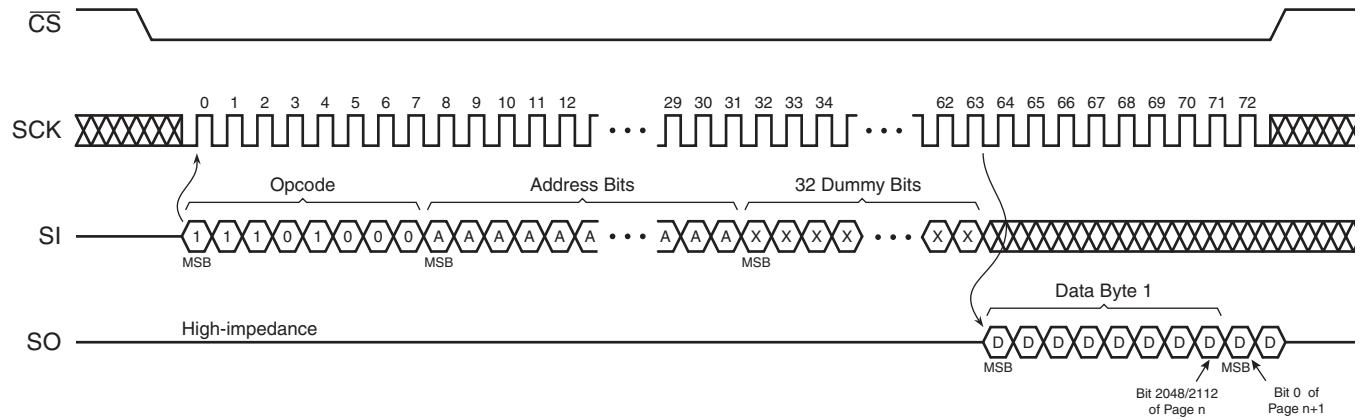 CS
0 1 2 3 4 5 6 7 8 9 10 11 12 29 30 31 32 33 34 62 63 64 65 66 67 68 69 70 71 72
SCK
Opcode Address Bits 32 Dummy Bits
SI 1 1 1 0 1 0 0 0 A A A A A A A A A X X X X X X
MSB MSB MSB
Data Byte 1
High-impedance
SO D D D D D D D D D D
MSB MSB
Bit 2048/2112
of Page n
Bit 0 of
Page n+1